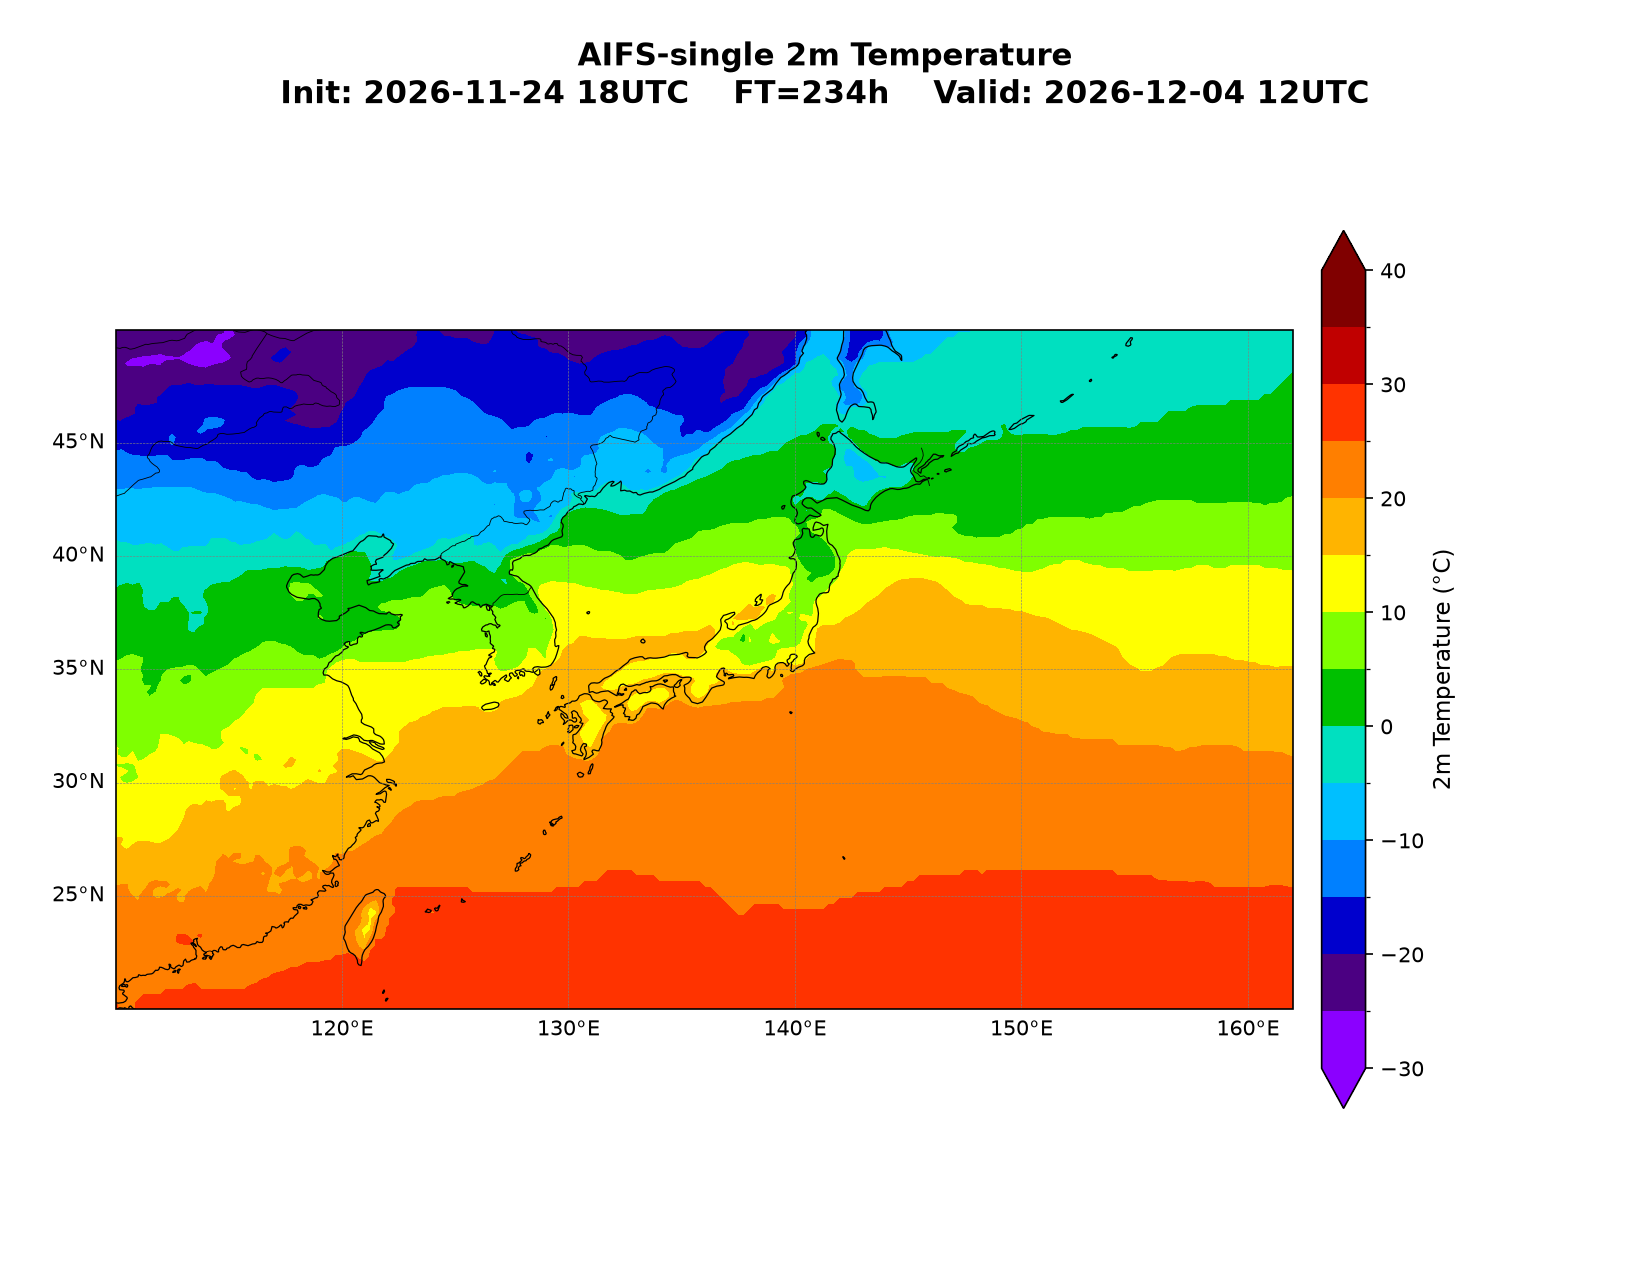 AIFS-single 2m Temperature
Init: 2026-11-24 18UTC    FT=234h    Valid: 2026-12-04 12UTC
45°N
40°N
35°N
30°N
25°N
120°E
130°E
140°E
150°E
160°E
40
30
20
10
0
−10
−20
−30
2m Temperature (°C)